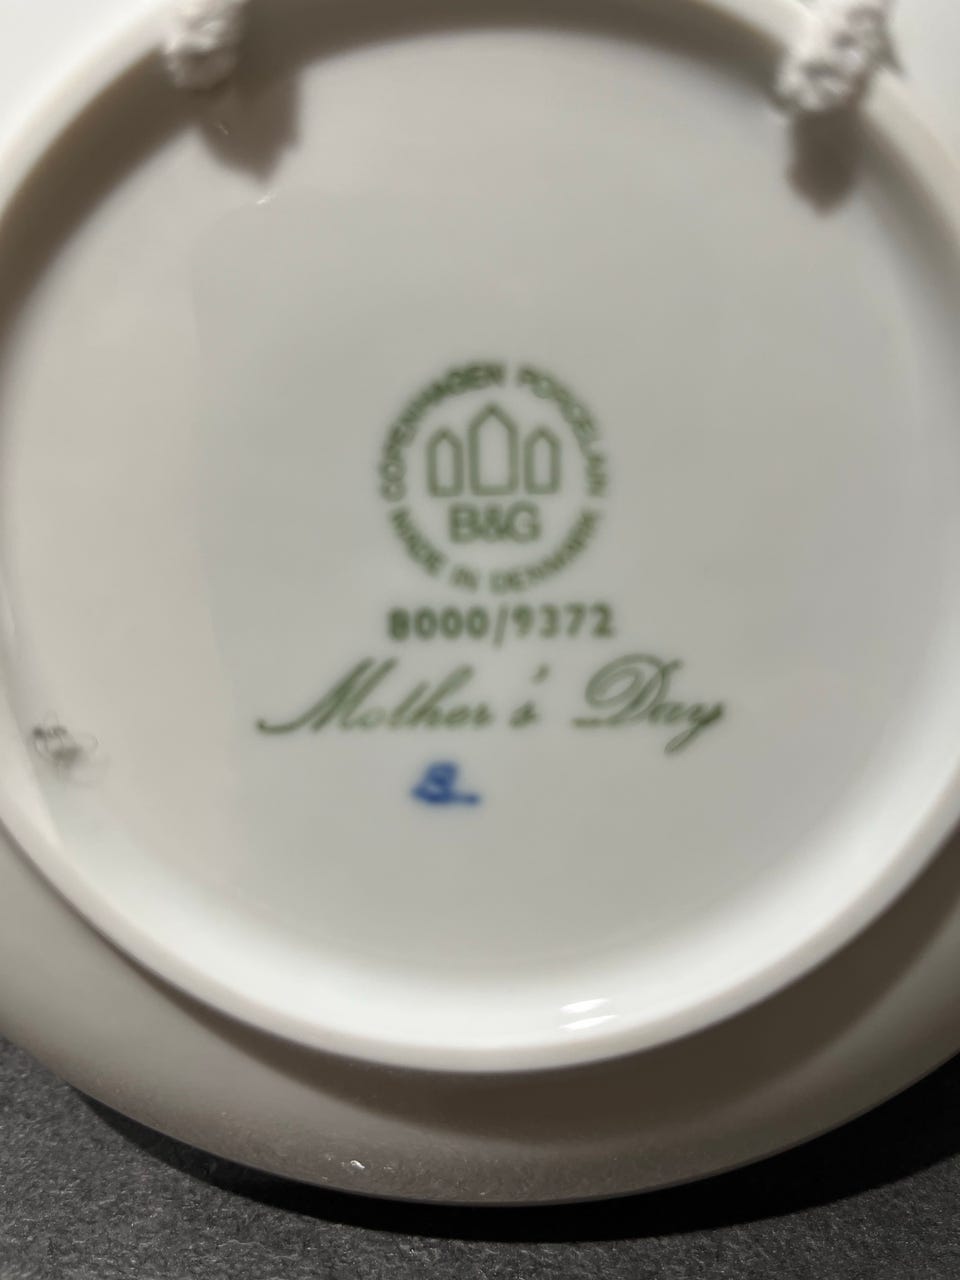 COPENHAGEN PORCELAIN
B&G
MADE IN DENMARK
8000/9372
Mother's Day